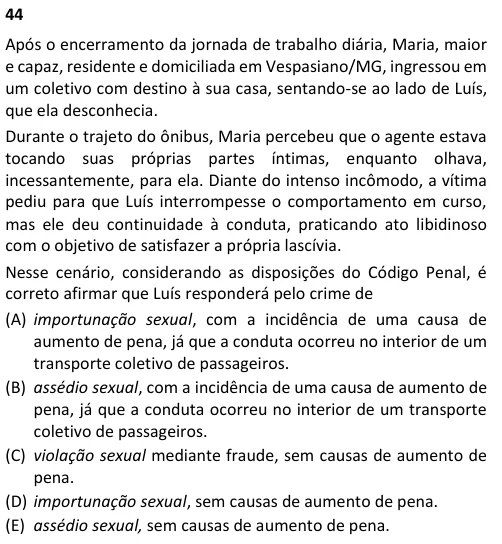 44
Após o encerramento da jornada de trabalho diária, Maria, maior
e capaz, residente e domiciliada em Vespasiano/MG, ingressou em
um coletivo com destino à sua casa, sentando-se ao lado de Luís,
que ela desconhecia.
Durante o trajeto do ônibus, Maria percebeu que o agente estava
tocando suas próprias partes íntimas, enquanto olhava,
incessantemente, para ela. Diante do intenso incômodo, a vítima
pediu para que Luís interrompesse o comportamento em curso,
mas ele deu continuidade à conduta, praticando ato libidinoso
com o objetivo de satisfazer a própria lascívia.
Nesse cenário, considerando as disposições do Código Penal, é
correto afirmar que Luís responderá pelo crime de
(A) importunação sexual, com a incidência de uma causa de
aumento de pena, já que a conduta ocorreu no interior de um
transporte coletivo de passageiros.
(B) assédio sexual, com a incidência de uma causa de aumento de
pena, já que a conduta ocorreu no interior de um transporte
coletivo de passageiros.
(C) violação sexual mediante fraude, sem causas de aumento de
pena.
(D) importunação sexual, sem causas de aumento de pena.
(E) assédio sexual, sem causas de aumento de pena.